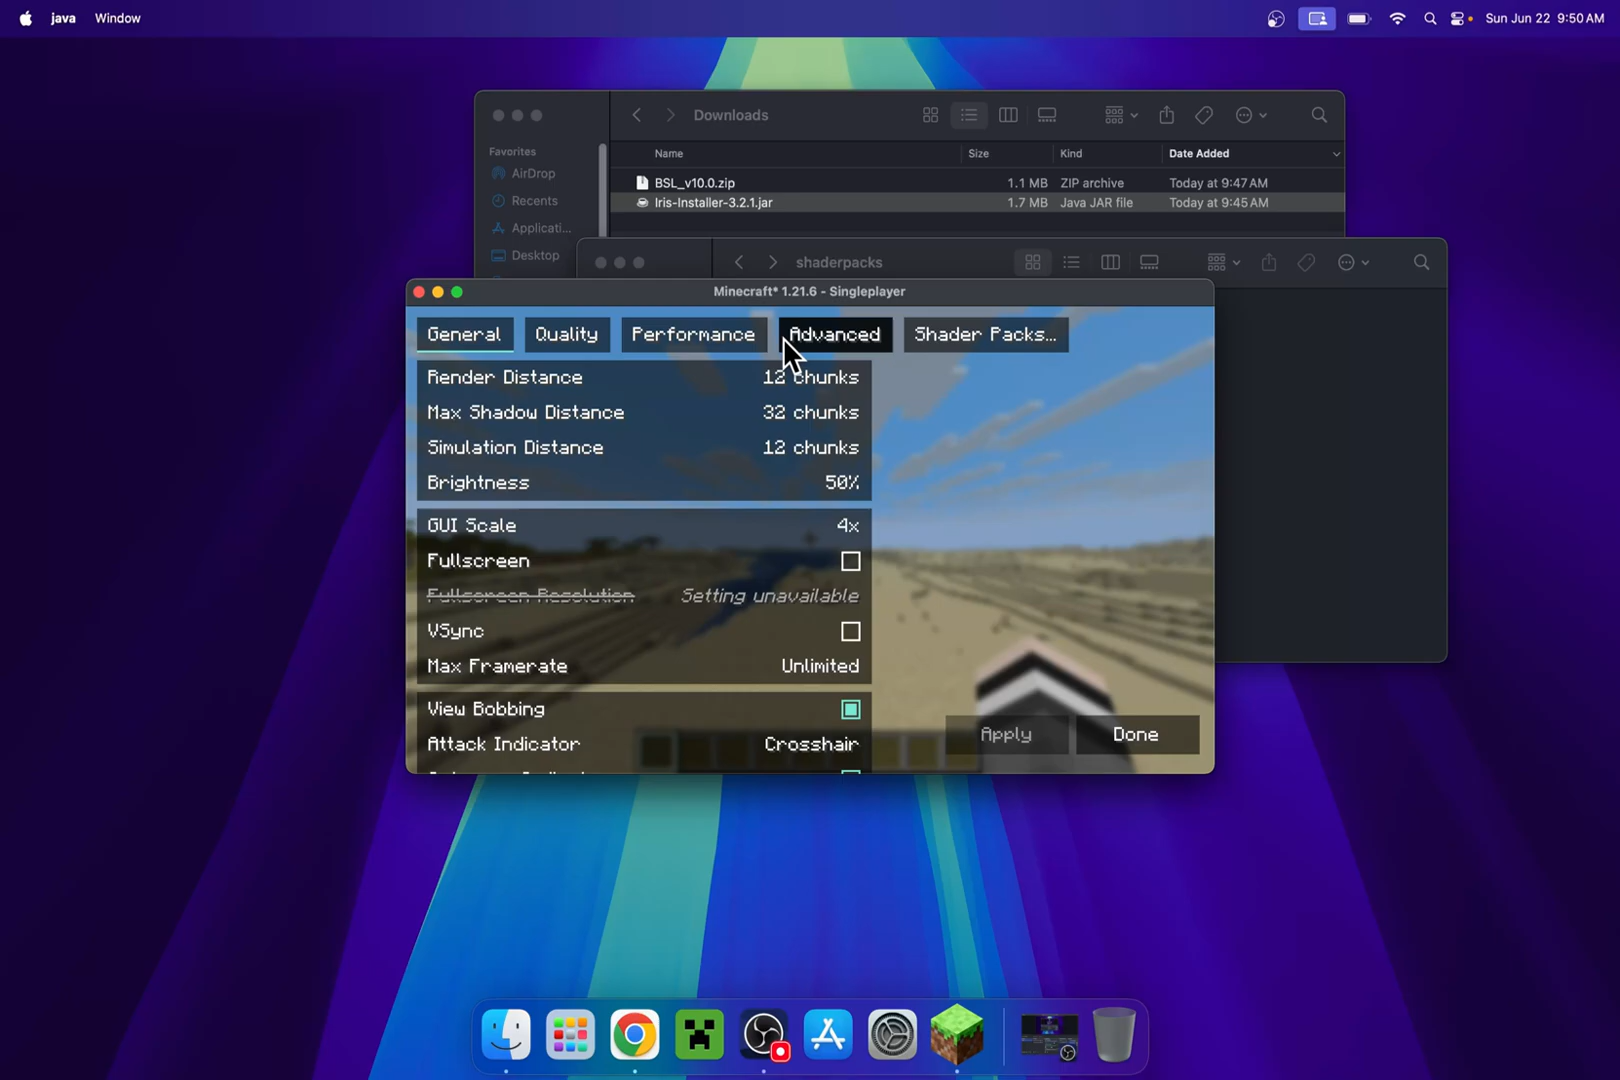 java Window Sun Jun 22 9:50 AM
Downloads
Favorites
Name Size Kind Date Added
AirDrop
BSL_v10.0.zip 1.1 MB ZIP archive Today at 9:47 AM
Recents
Iris-Installer-3.2.1.jar 1.7 MB Java JAR file Today at 9:45 AM
Applicati...
Desktop
shaderpacks
Minecraft* 1.21.6 - Singleplayer
General Quality Performance Advanced Shader Packs...
Render Distance 12 chunks
Max Shadow Distance 32 chunks
Simulation Distance 12 chunks
Brightness 50%
GUI Scale 4x
Fullscreen
Fullscreen Resolution Setting unavailable
VSync
Max Framerate Unlimited
View Bobbing
Apply Done
Attack Indicator Crosshair